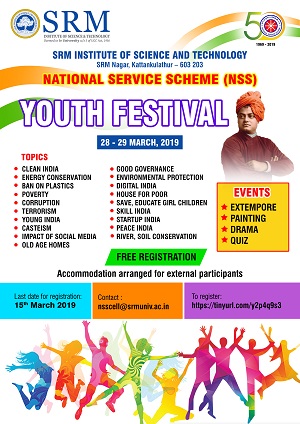 SRM
INSTITUTE OF SCIENCE & TECHNOLOGY
50
1969 - 2019
SRM INSTITUTE OF SCIENCE AND TECHNOLOGY
SRM Nagar, Kattankulathur – 603 203
NATIONAL SERVICE SCHEME (NSS)
YOUTH FESTIVAL
28 - 29 MARCH, 2019
TOPICS
CLEAN INDIA
ENERGY CONSERVATION
BAN ON PLASTICS
POVERTY
CORRUPTION
TERRORISM
YOUNG INDIA
CASTEISM
IMPACT OF SOCIAL MEDIA
OLD AGE HOMES
GOOD GOVERNANCE
ENVIRONMENTAL PROTECTION
DIGITAL INDIA
HOUSE FOR POOR
SAVE, EDUCATE GIRL CHILDREN
SKILL INDIA
STARTUP INDIA
PEACE INDIA
RIVER, SOIL CONSERVATION
EVENTS
EXTEMPORE
PAINTING
DRAMA
QUIZ
FREE REGISTRATION
Accommodation arranged for external participants
Last date for registration:
15th March 2019
Contact :
nsscell@srmuniv.ac.in
To register:
https://tinyurl.com/y2p4q9s3